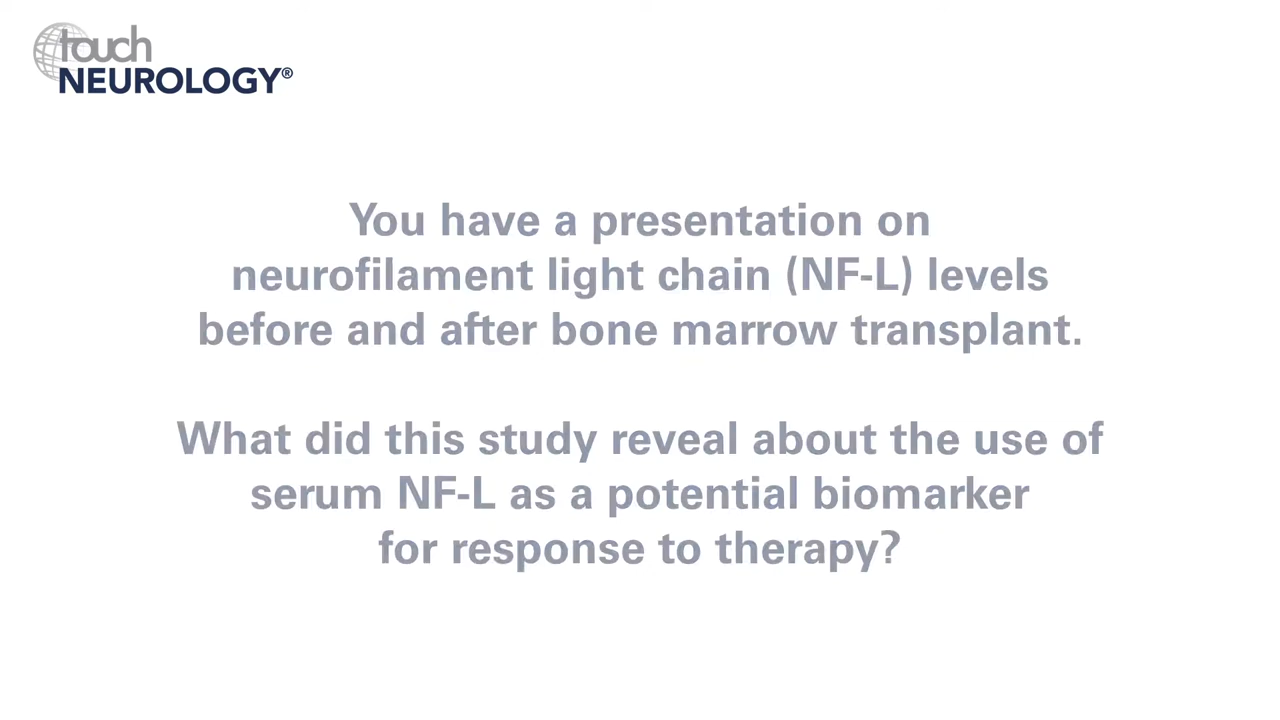 touch
NEUROLOGY®
You have a presentation on
neurofilament light chain (NF-L) levels
before and after bone marrow transplant.
What did this study reveal about the use of
serum NF-L as a potential biomarker
for response to therapy?